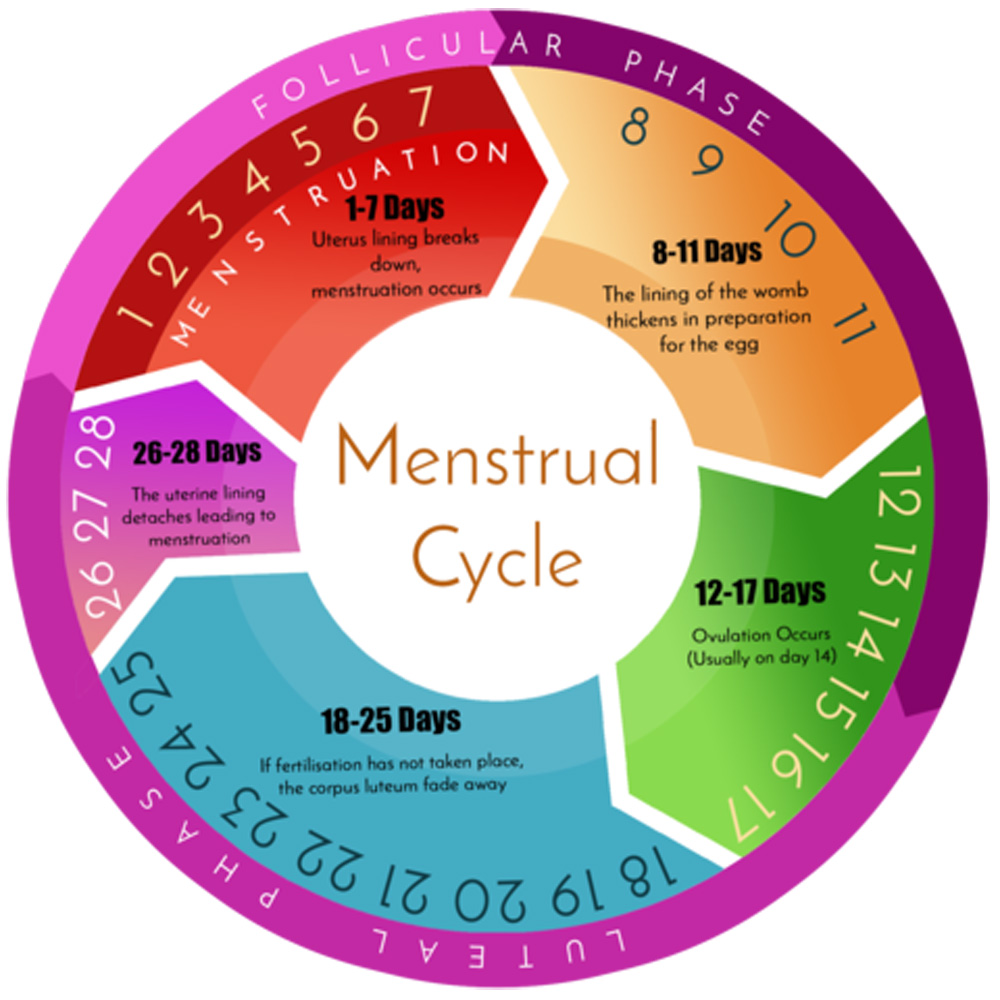 FOLLICULAR PHASE
1 2 3 4 5 6 7
MENSTRUATION
1-7 Days
Uterus lining breaks
down,
menstruation occurs
8 9 10 11
8-11 Days
The lining of the womb
thickens in preparation
for the egg
12 13 14 15 16 17
12-17 Days
Ovulation Occurs
(Usually on day 14)
18 19 20 21 22 23 24 25
18-25 Days
If fertilisation has not taken place,
the corpus luteum fade away
26 27 28
26-28 Days
The uterine lining
detaches leading to
menstruation
LUTEAL PHASE
Menstrual
Cycle